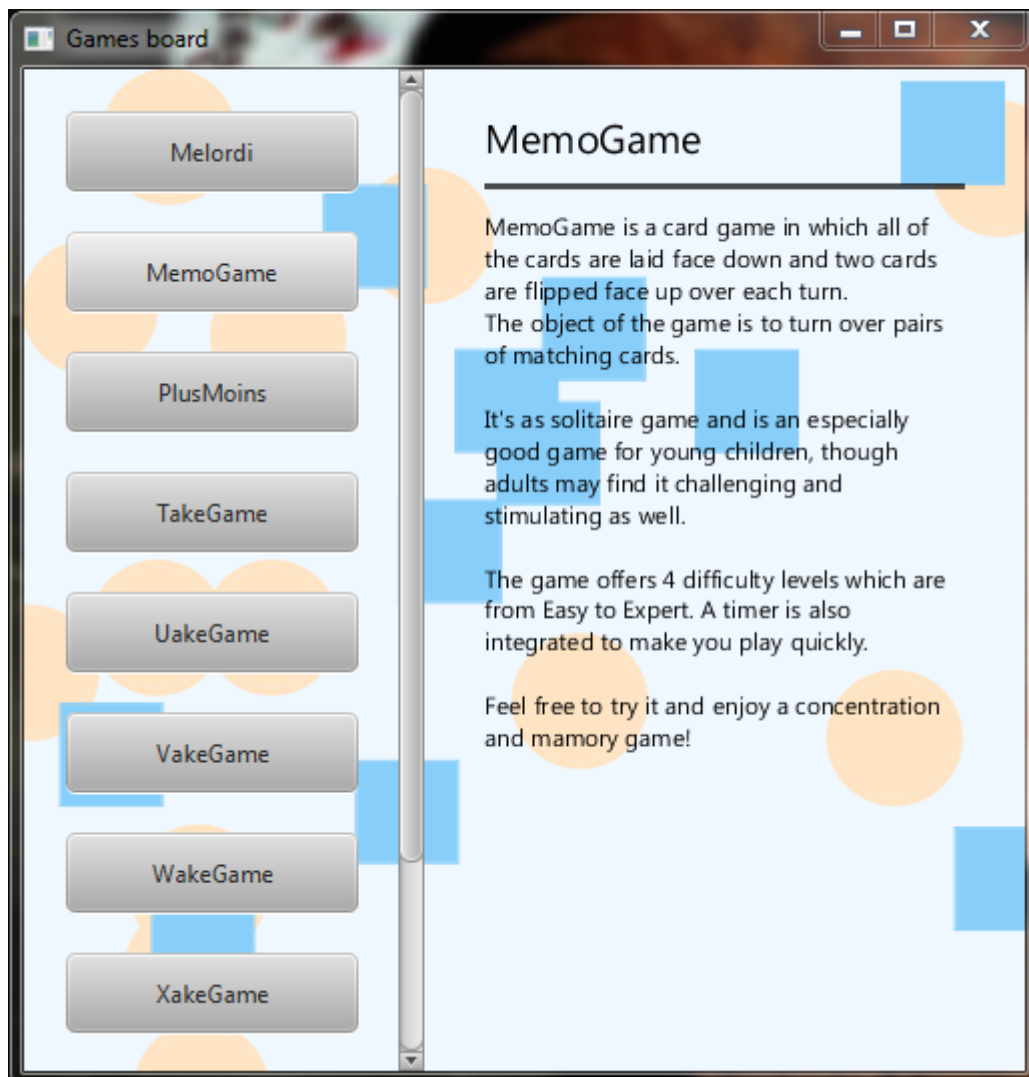 Games board
Melordi
MemoGame
PlusMoins
TakeGame
UakeGame
VakeGame
WakeGame
XakeGame
MemoGame
MemoGame is a card game in which all of
the cards are laid face down and two cards
are flipped face up over each turn.
The object of the game is to turn over pairs
of matching cards.
It's as solitaire game and is an especially
good game for young children, though
adults may find it challenging and
stimulating as well.
The game offers 4 difficulty levels which are
from Easy to Expert. A timer is also
integrated to make you play quickly.
Feel free to try it and enjoy a concentration
and mamory game!